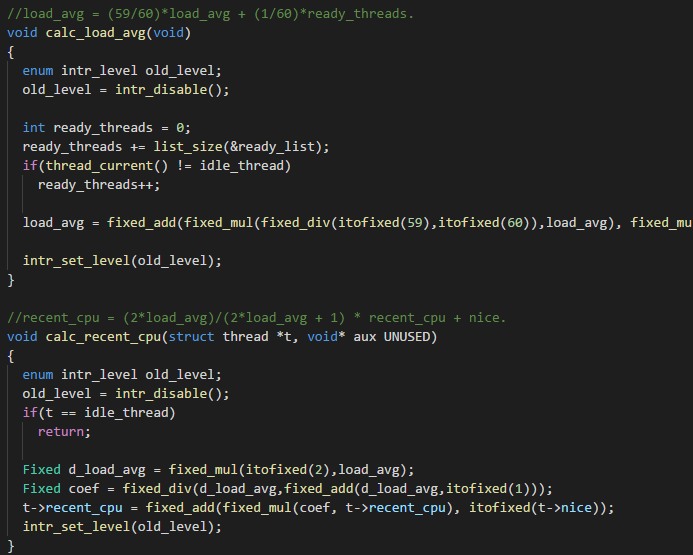 //load_avg = (59/60)*load_avg + (1/60)*ready_threads.
void calc_load_avg(void)
{
  enum intr_level old_level;
  old_level = intr_disable();

  int ready_threads = 0;
  ready_threads += list_size(&ready_list);
  if(thread_current() != idle_thread)
    ready_threads++;

  load_avg = fixed_add(fixed_mul(fixed_div(itofixed(59),itofixed(60)),load_avg), fixed_mu

  intr_set_level(old_level);
}

//recent_cpu = (2*load_avg)/(2*load_avg + 1) * recent_cpu + nice.
void calc_recent_cpu(struct thread *t, void* aux UNUSED)
{
  enum intr_level old_level;
  old_level = intr_disable();
  if(t == idle_thread)
    return;

  Fixed d_load_avg = fixed_mul(itofixed(2),load_avg);
  Fixed coef = fixed_div(d_load_avg,fixed_add(d_load_avg,itofixed(1)));
  t->recent_cpu = fixed_add(fixed_mul(coef, t->recent_cpu), itofixed(t->nice));
  intr_set_level(old_level);
}